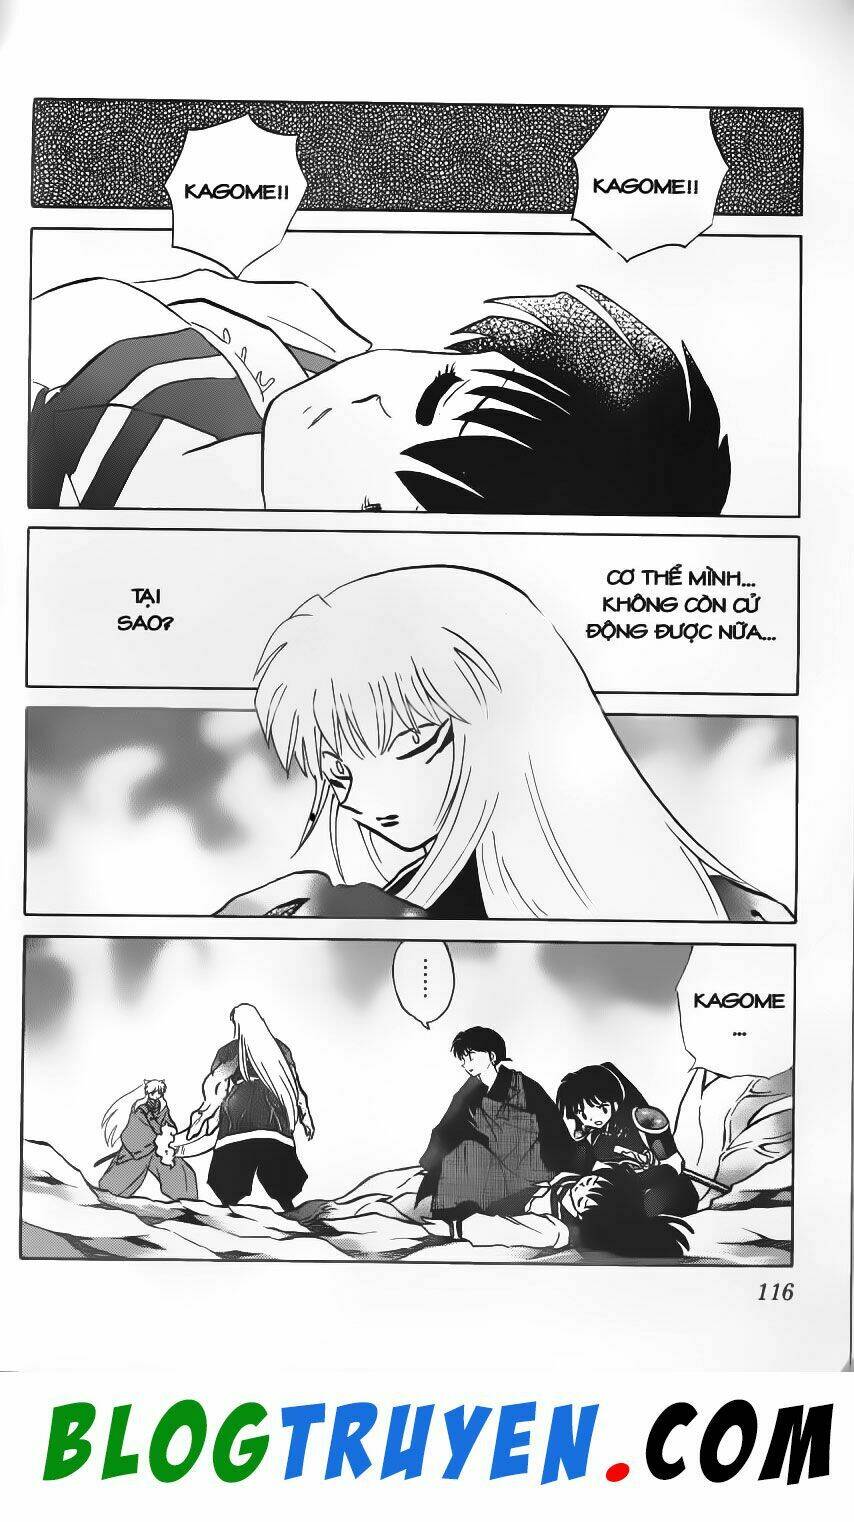 KAGOME!!
KAGOME!!
CƠ THỂ MÌNH...
KHÔNG CÒN CỬ
ĐỘNG ĐƯỢC NỮA...
TẠI
SAO?
KAGOME
...
......
116
BLOGTRUYEN.COM